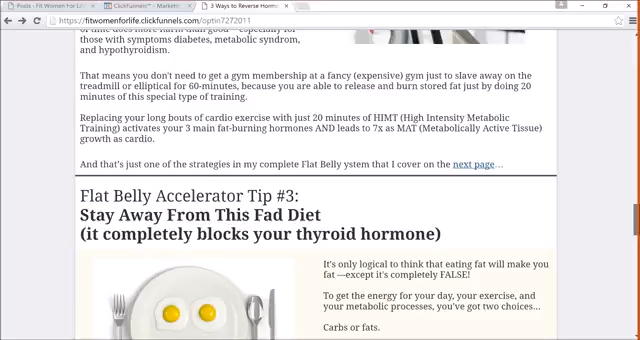 Posts ‹ Fit Women For Life
ClickFunnels™ - Marketin
3 Ways to Reverse Horm
https://fitwomenforlife.clickfunnels.com/optin7272011
those with symptoms diabetes, metabolic syndrom,
and hypothyroidism.
That means you don't need to get a gym membership at a fancy (expensive) gym just to slave away on the
treadmill or elliptical for 60-minutes, because you are able to release and burn stored fat just by doing 20
minutes of this special type of training.
Replacing your long bouts of cardio exercise with just 20 minutes of HIMT (High Intensity Metabolic
Training) activates your 3 main fat-burning hormones AND leads to 7x as MAT (Metabolically Active Tissue)
growth as cardio.
And that's just one of the strategies in my complete Flat Belly ystem that I cover on the next page...
Flat Belly Accelerator Tip #3:
Stay Away From This Fad Diet
(it completely blocks your thyroid hormone)
It's only logical to think that eating fat will make you
fat —except it's completely FALSE!
To get the energy for your day, your exercise, and
your metabolic processes, you've got two choices...
Carbs or fats.